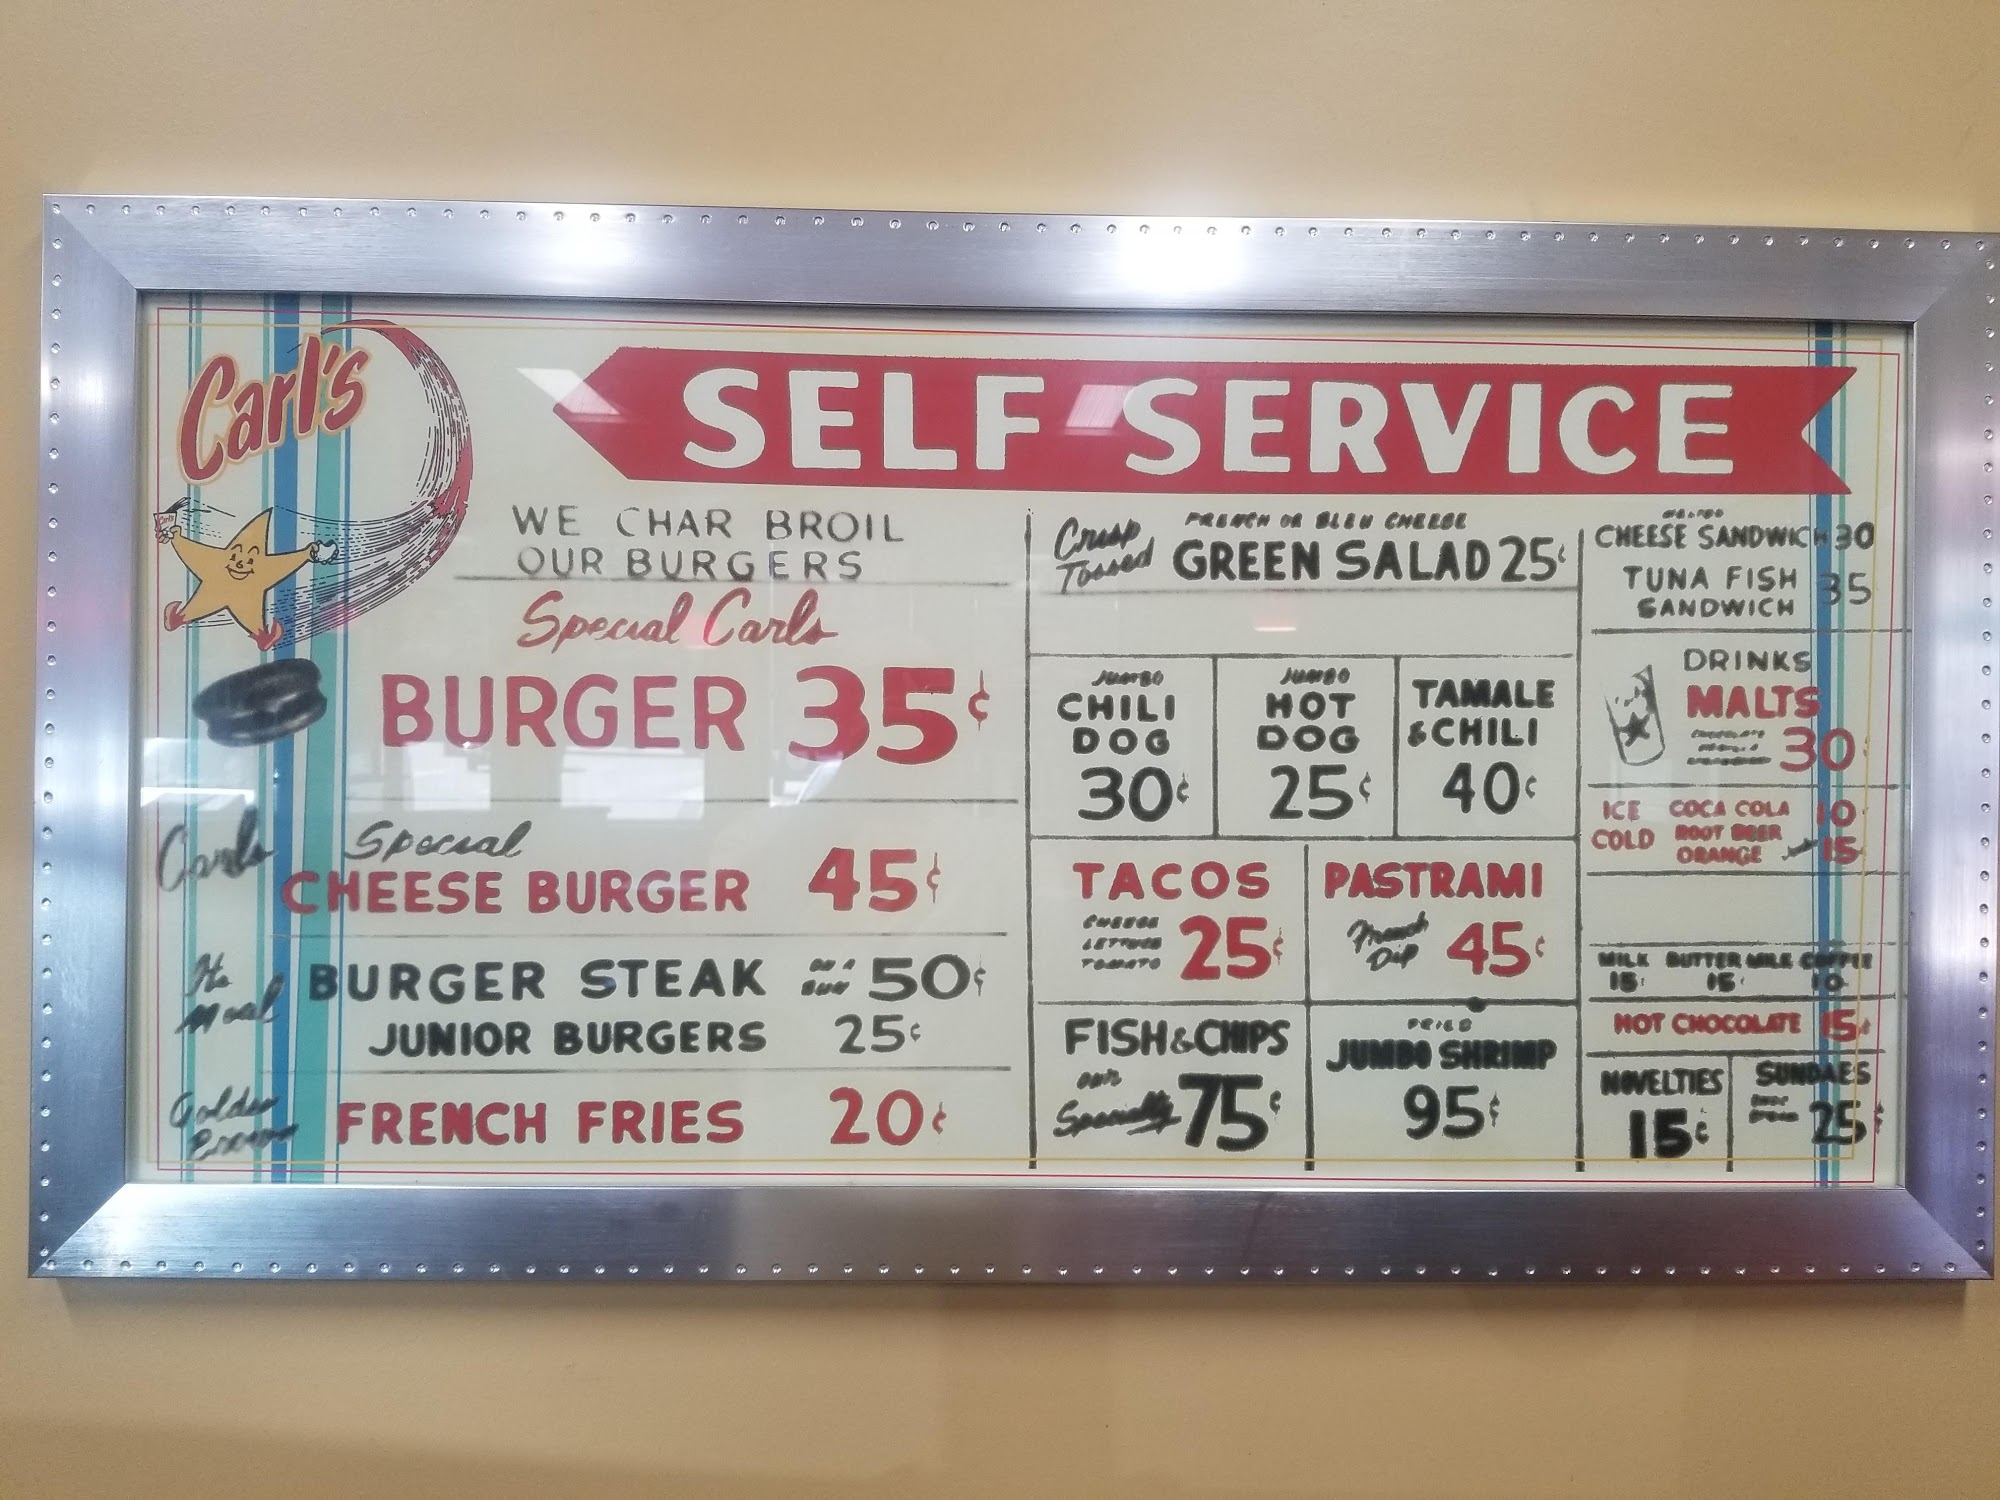 Carl's
SELF SERVICE
WE CHAR BROIL
OUR BURGERS
Special Carls
BURGER 35¢
Carls Special
CHEESE BURGER 45¢
BURGER STEAK ON A BUN 50¢
JUNIOR BURGERS 25¢
Golden Brown
FRENCH FRIES 20¢
FRENCH OR BLEU CHEESE
Crisp Tossed GREEN SALAD 25¢
JUMBO
CHILI
DOG
30¢
JUMBO
HOT
DOG
25¢
TAMALE
& CHILI
40¢
TACOS
CHEESE
LETTUCE
TOMATO
25¢
PASTRAMI
French
Dip
45¢
FISH & CHIPS
our
Specialty 75¢
FRIED
JUMBO SHRIMP
95¢
CHEESE SANDWICH 30
TUNA FISH
SANDWICH 35
DRINKS
MALTS
CHOCOLATE
30¢
ICE COLD
COCA COLA 10
ROOT BEER
ORANGE 15
MILK BUTTER MILK COFFEE
15¢ 15¢ 10
HOT CHOCOLATE 15¢
NOVELTIES
15¢
SUNDAES
25¢